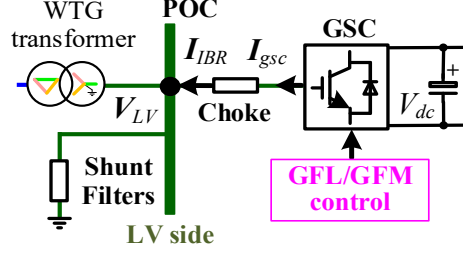 WTG
transformer
POC
I_IBR
I_gsc
GSC
V_LV
Choke
V_dc
+
Shunt
Filters
GFL/GFM
control
LV side